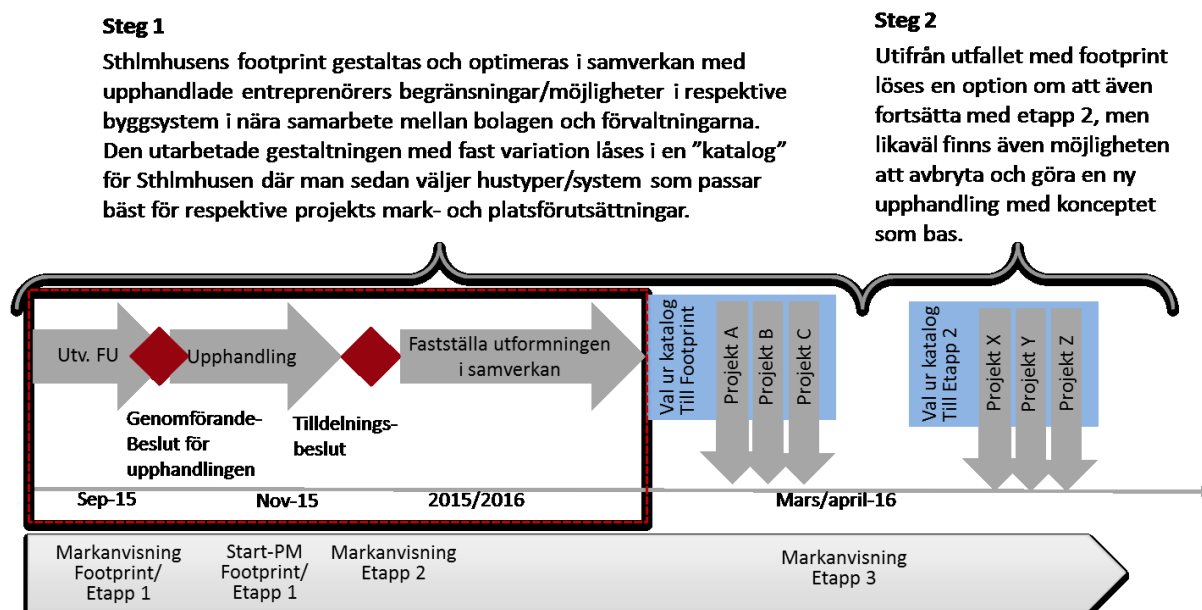 Steg 1
Sthlmhusens footprint gestaltas och optimeras i samverkan med
upphandlade entreprenörers begränsningar/möjligheter i respektive
byggsystem i nära samarbete mellan bolagen och förvaltningarna.
Den utarbetade gestaltningen med fast variation låses i en ”katalog”
för Sthlmhusen där man sedan väljer hustyper/system som passar
bäst för respektive projekts mark- och platsförutsättningar.
Steg 2
Utifrån utfallet med footprint
löses en option om att även
fortsätta med etapp 2, men
likaväl finns även möjligheten
att avbryta och göra en ny
upphandling med konceptet
som bas.
Utv. FU
Upphandling
Fastställa utformningen
i samverkan
Val ur katalog
Till Footprint
Projekt A
Projekt B
Projekt C
Val ur katalog
Till Etapp 2
Projekt X
Projekt Y
Projekt Z
Genomförande-
Beslut för
upphandlingen
Tilldelnings-
beslut
Sep-15
Nov-15
2015/2016
Mars/april-16
Markanvisning
Footprint/
Etapp 1
Start-PM
Footprint/
Etapp 1
Markanvisning
Etapp 2
Markanvisning
Etapp 3